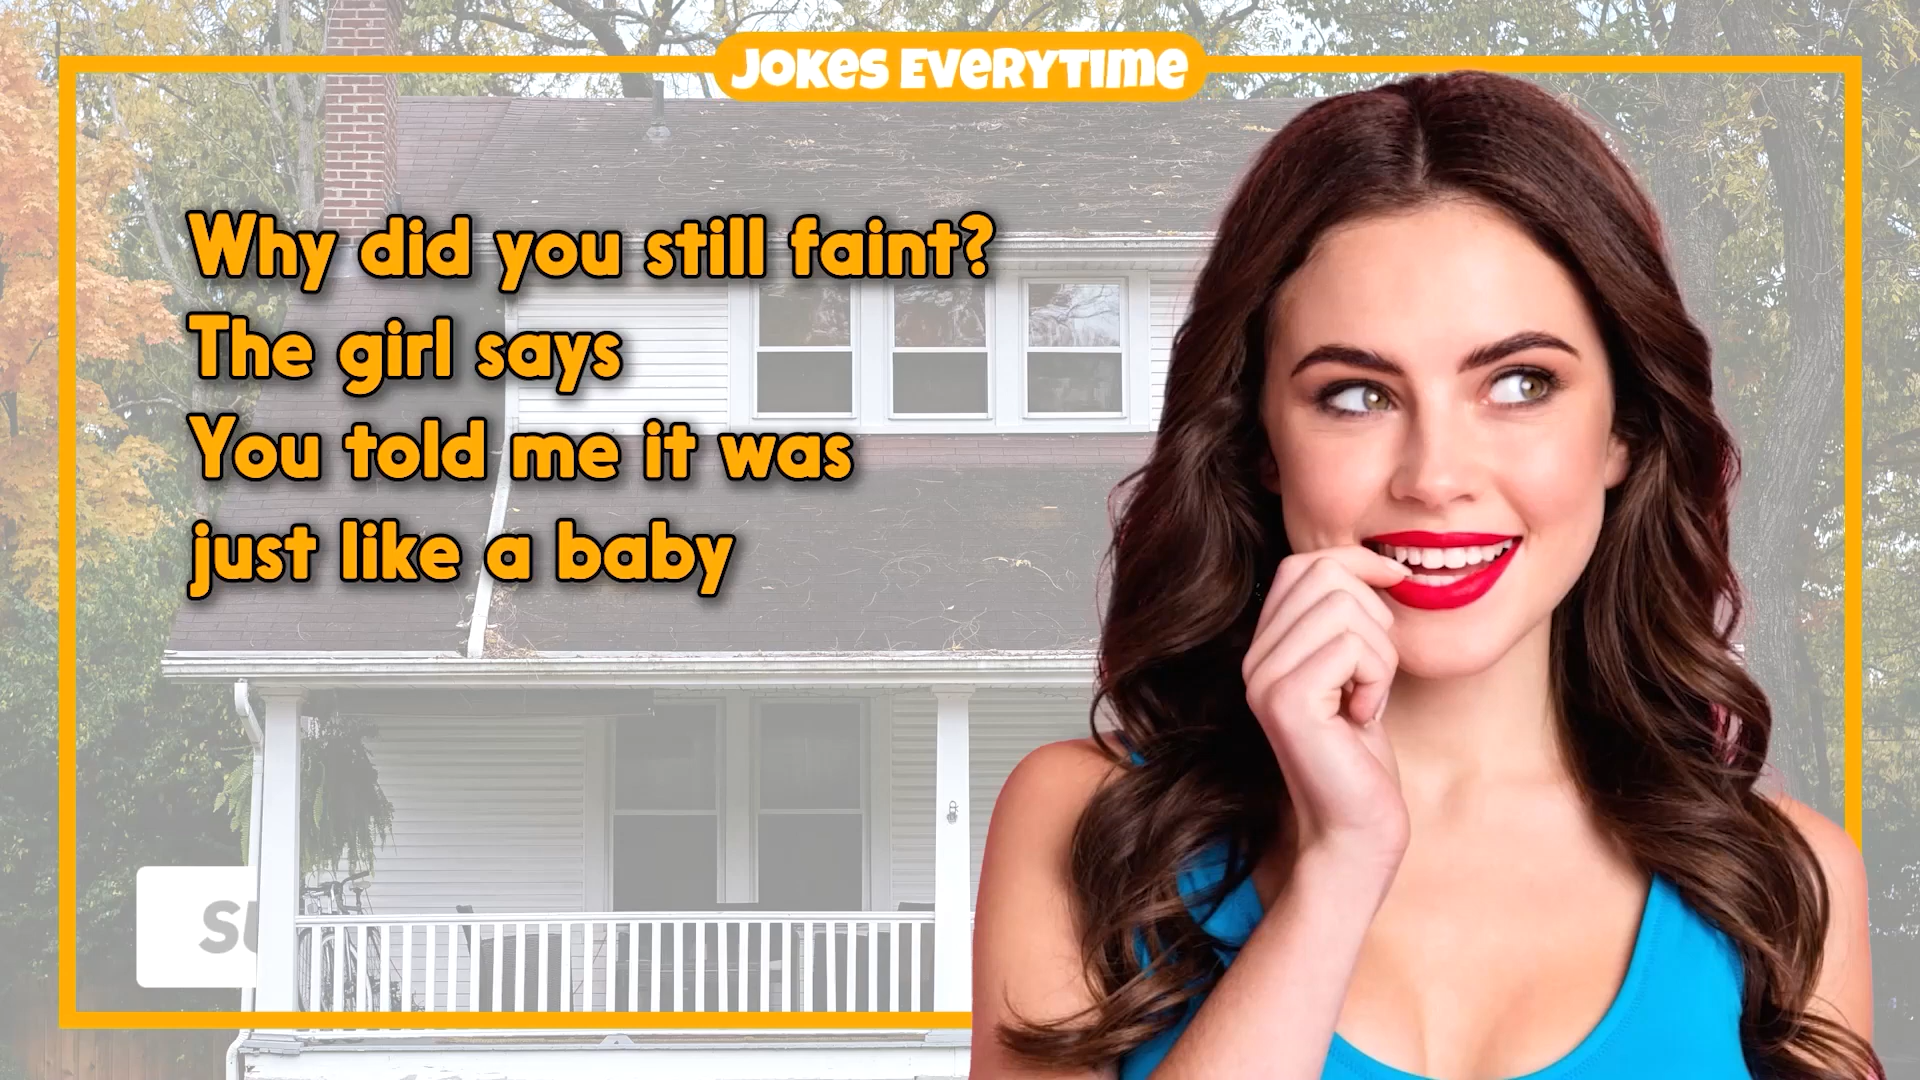 JOKES EVERYTIME
Why did you still faint?
The girl says
You told me it was
just like a baby